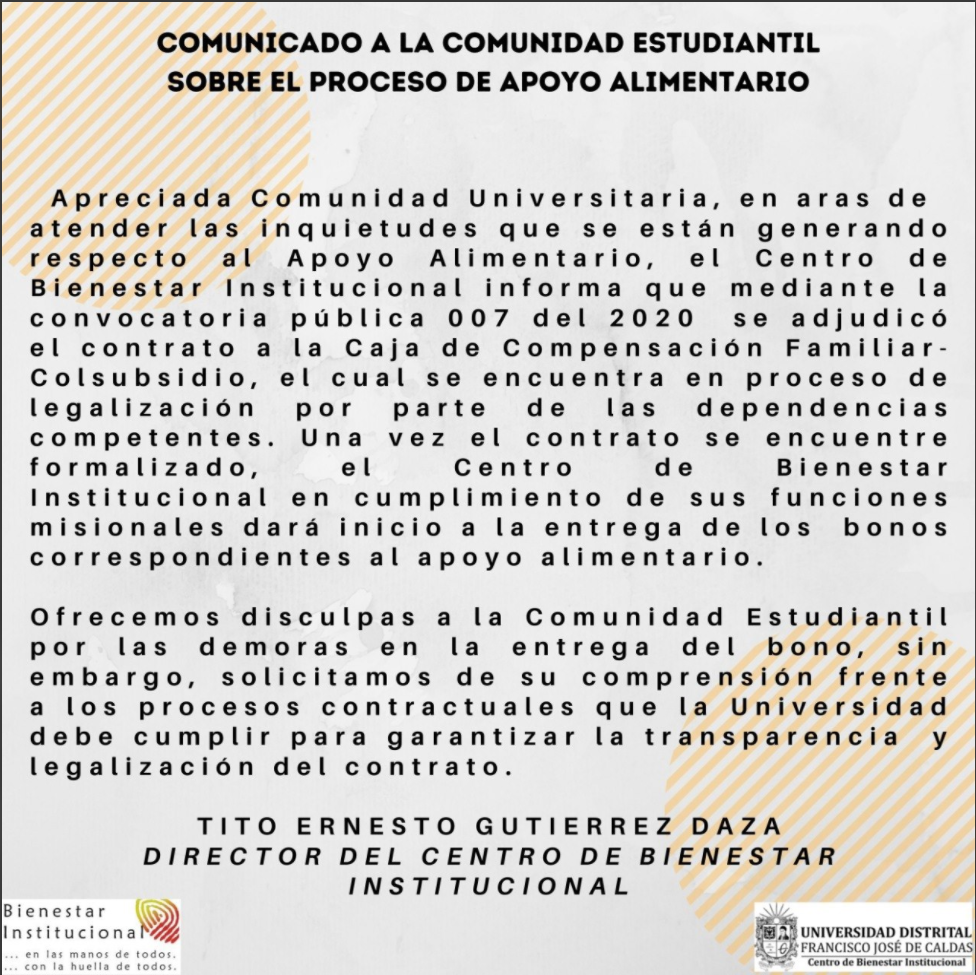 COMUNICADO A LA COMUNIDAD ESTUDIANTIL
SOBRE EL PROCESO DE APOYO ALIMENTARIO
Apreciada Comunidad Universitaria, en aras de
atender las inquietudes que se están generando
respecto al Apoyo Alimentario, el Centro de
Bienestar Institucional informa que mediante la
convocatoria pública 007 del 2020 se adjudicó
el contrato a la Caja de Compensación Familiar-
Colsubsidio, el cual se encuentra en proceso de
legalización por parte de las dependencias
competentes. Una vez el contrato se encuentre
formalizado, el Centro de Bienestar
Institucional en cumplimiento de sus funciones
misionales dará inicio a la entrega de los bonos
correspondientes al apoyo alimentario.
Ofrecemos disculpas a la Comunidad Estudiantil
por las demoras en la entrega del bono, sin
embargo, solicitamos de su comprensión frente
a los procesos contractuales que la Universidad
debe cumplir para garantizar la transparencia y
legalización del contrato.
TITO ERNESTO GUTIERREZ DAZA
DIRECTOR DEL CENTRO DE BIENESTAR
INSTITUCIONAL
Bienestar
Institucional
... en las manos de todos.
... con la huella de todos.
UNIVERSIDAD DISTRITAL
FRANCISCO JOSÉ DE CALDAS
Centro de Bienestar Institucional